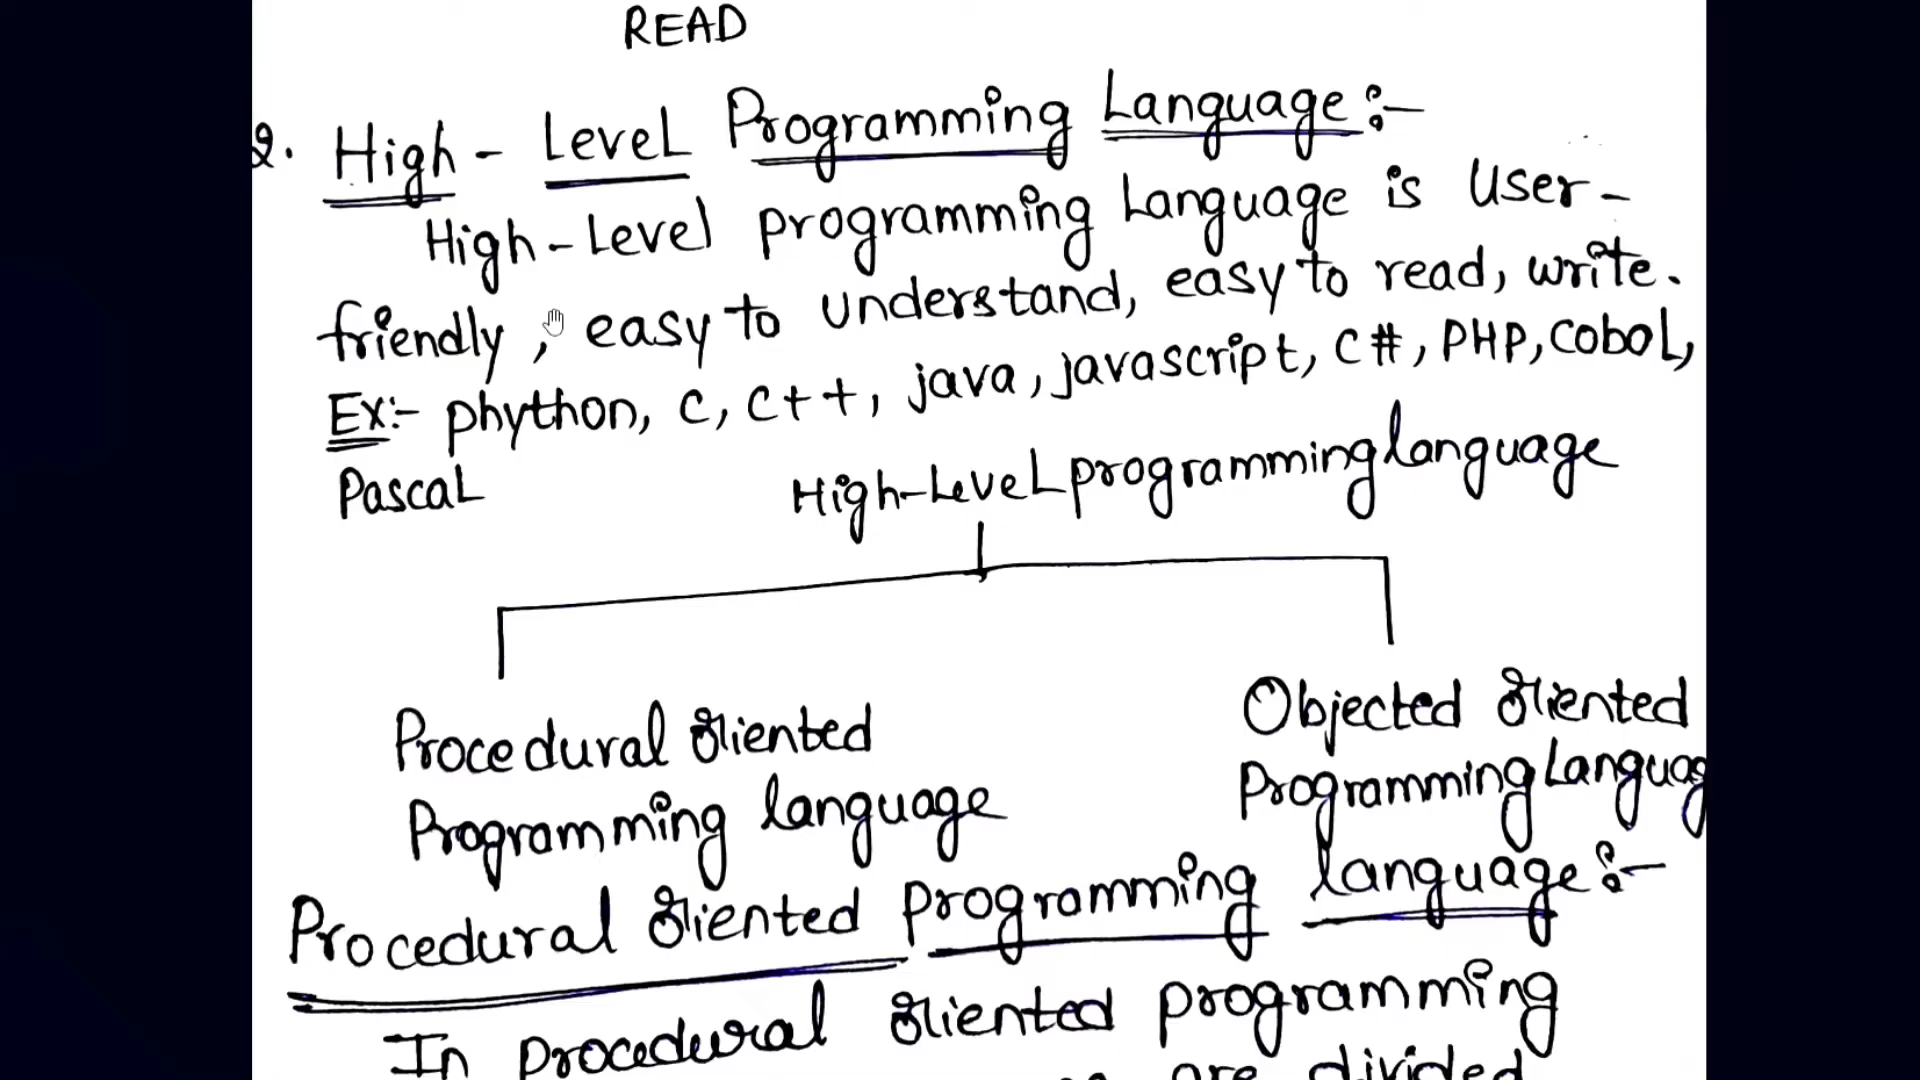 READ
2. High - Level Programming Language:-
High-Level programming Language is User-
friendly, easy to understand, easy to read, write.
Ex:- phython, C, C++, java, javascript, C#, PHP, Cobol,
Pascal
High-Level programming language
Procedural oriented
Programming language
Objected oriented
Programming Languag
Procedural oriented programming language:-
In procedural oriented programming
are divided